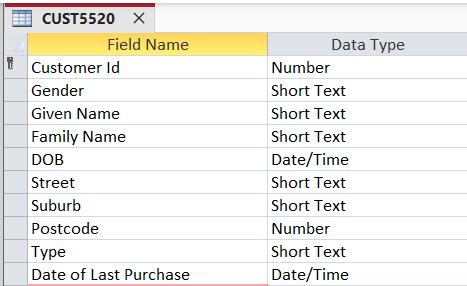 CUST5520
Field Name Data Type
Customer Id Number
Gender Short Text
Given Name Short Text
Family Name Short Text
DOB Date/Time
Street Short Text
Suburb Short Text
Postcode Number
Type Short Text
Date of Last Purchase Date/Time